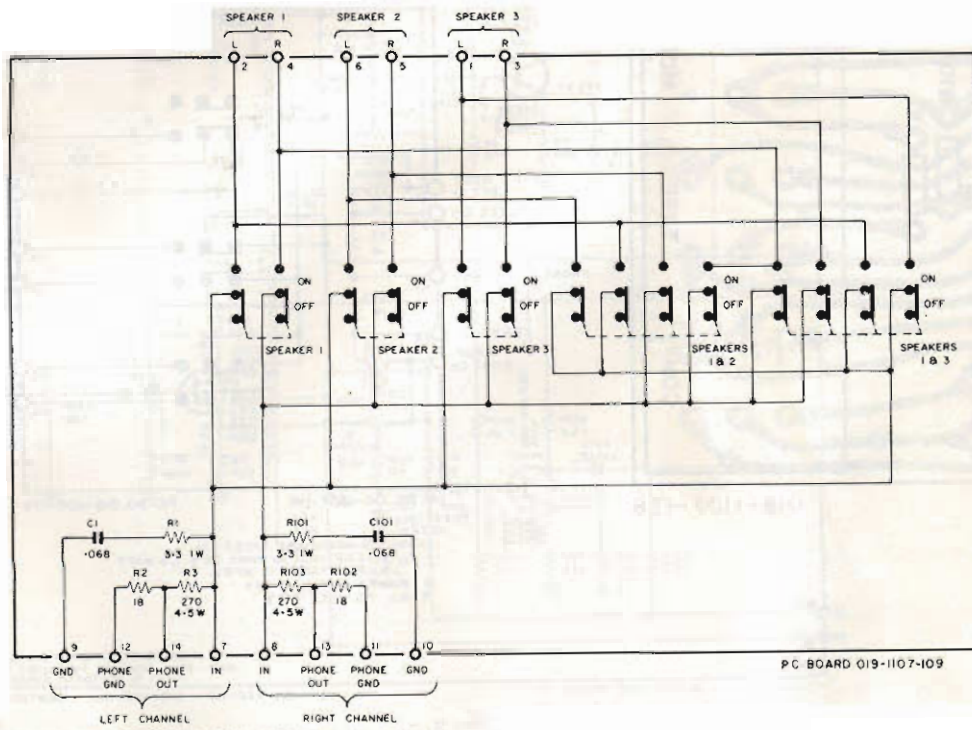 SPEAKER 1 SPEAKER 2 SPEAKER 3
L R L R L R
2 4 6 5 1 3
ON ON
OFF OFF OFF OFF OFF
SPEAKER 1 SPEAKER 2 SPEAKER 3 SPEAKERS 1 & 2 SPEAKERS 1 & 3
C1 R1 R101 C101
.068 3.3 1W 3.3 1W .068
R2 R3 R103 R102
18 270 4.5W 270 4.5W 18
9 12 14 7 8 13 11 10
GND PHONE GND PHONE OUT IN IN PHONE OUT PHONE GND GND
LEFT CHANNEL RIGHT CHANNEL
PC BOARD 019-1107-109